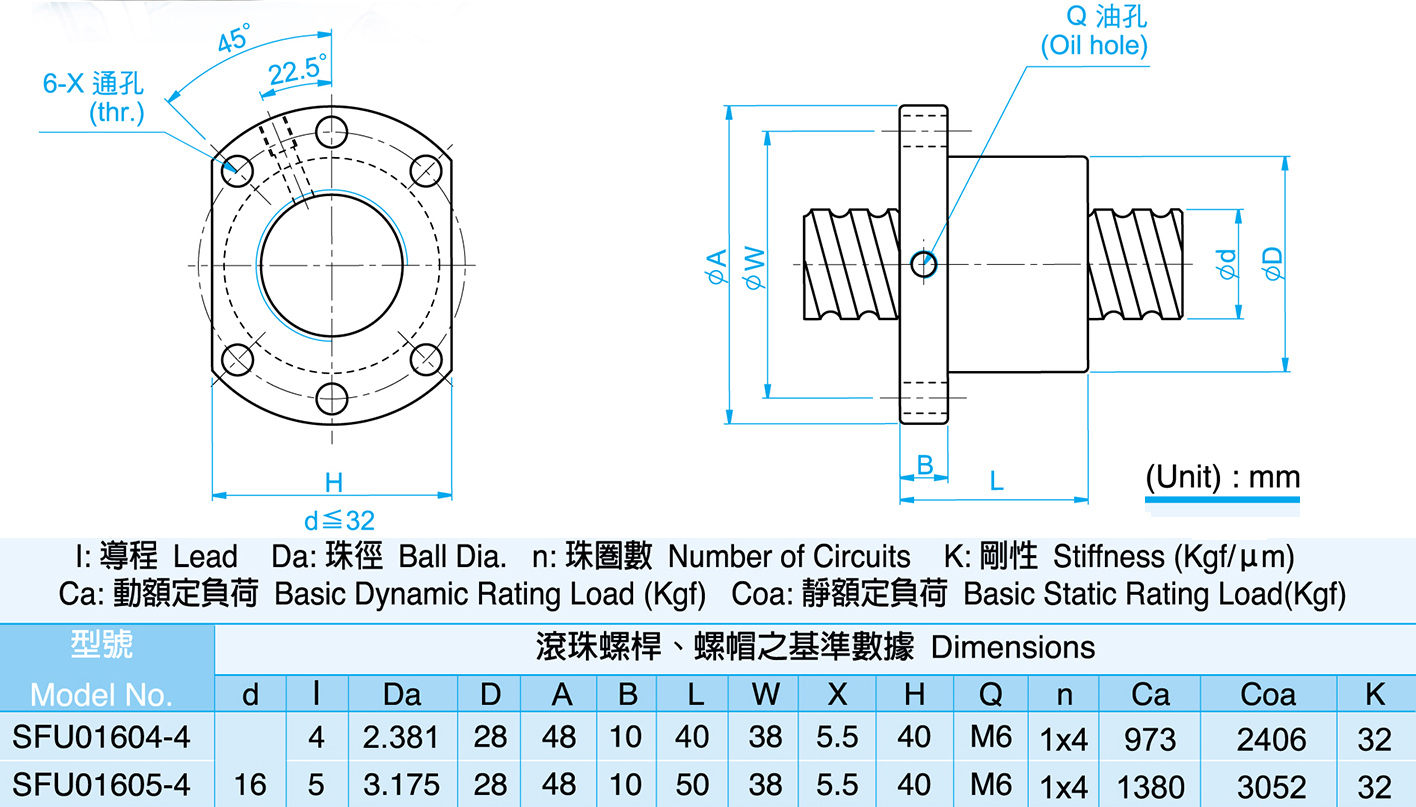 45°
22.5°
6-X 通孔
(thr.)
H
d≦32
Q 油孔
(Oil hole)
ϕA
ϕW
ϕd
ϕD
B
L
(Unit) : mm
I: 導程 Lead Da: 珠徑 Ball Dia. n: 珠圈數 Number of Circuits K: 剛性 Stiffness (Kgf/μm)
Ca: 動額定負荷 Basic Dynamic Rating Load (Kgf) Coa: 靜額定負荷 Basic Static Rating Load(Kgf)
型號 滾珠螺桿、螺帽之基準數據 Dimensions
Model No. d I Da D A B L W X H Q n Ca Coa K
SFU01604-4 4 2.381 28 48 10 40 38 5.5 40 M6 1x4 973 2406 32
SFU01605-4 16 5 3.175 28 48 10 50 38 5.5 40 M6 1x4 1380 3052 32